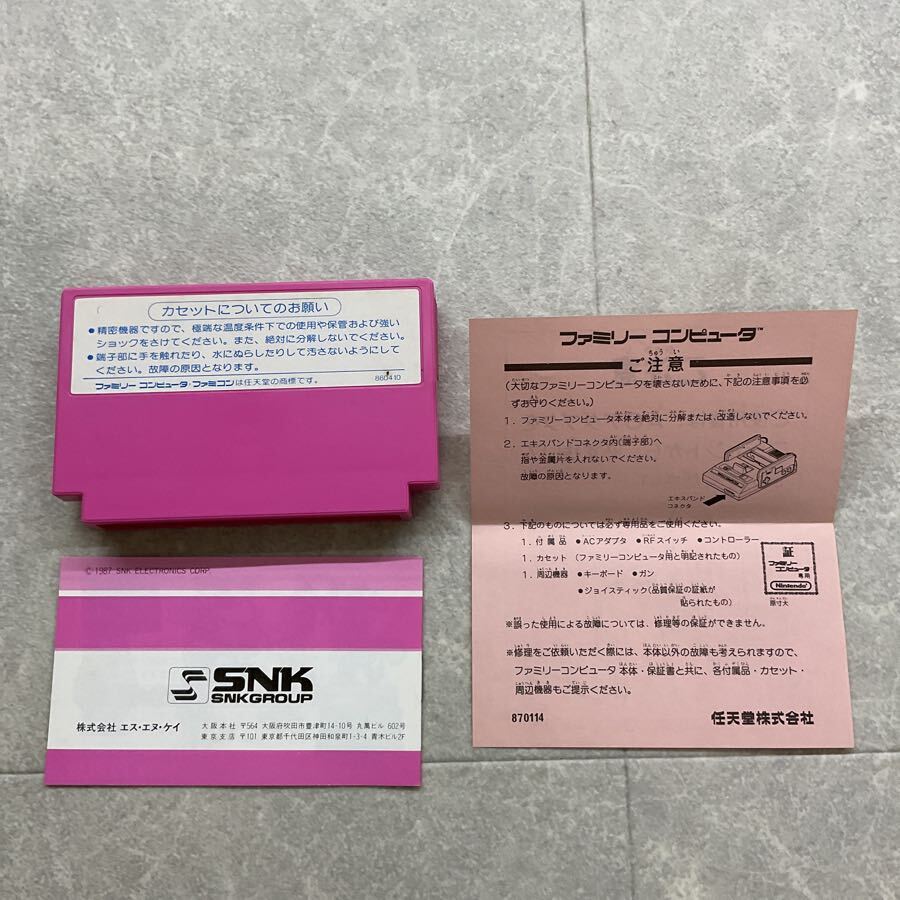 カセットについてのお願い
●精密機器ですので、極端な温度条件下での使用や保管および強い
ショックをさけてください。また、絶対に分解しないでください。
●端子部に手を触れたり、水にぬらしたりして汚さないようにして
ください。故障の原因となります。
ファミリーコンピュータ・ファミコンは任天堂の商標です。
860410
© 1987 SNK ELECTRONICS CORP.
SNK
SNKGROUP
株式会社 エス・エヌ・ケイ
大阪本社 〒564 大阪府吹田市豊津町14-10号 丸萬ビル 602号
東京支店 〒101 東京都千代田区神田和泉町1-3-4 青木ビル2F
ファミリー コンピュータ™
ご注意
(大切なファミリーコンピュータを壊さないために、下記の注意事項を必
ずお守りください。)
1. ファミリーコンピュータ本体を絶対に分解または、改造しないでください。
2. エキスパンドコネクタ内(端子部)へ
指や金属片を入れないでください。
故障の原因となります。
エキスパンド
コネクタ
3. 下記のものについては必ず専用品をご使用ください。
1. 付属品 ●ACアダプタ ●RFスイッチ ●コントローラー
1. カセット (ファミリーコンピュータ用と明記されたもの)
1. 周辺機器 ●キーボード ●ガン
●ジョイスティック(品質保証の証紙が
貼られたもの)
証
ファミリー
コンピュータ
専用
Nintendo
原寸大
※誤った使用による故障については、修理等の保証ができません。
※修理をご依頼いただく際には、本体以外の故障も考えられますので、
ファミリーコンピュータ本体・保証書と共に、各付属品・カセット・
周辺機器もご提示ください。
870114
任天堂株式会社